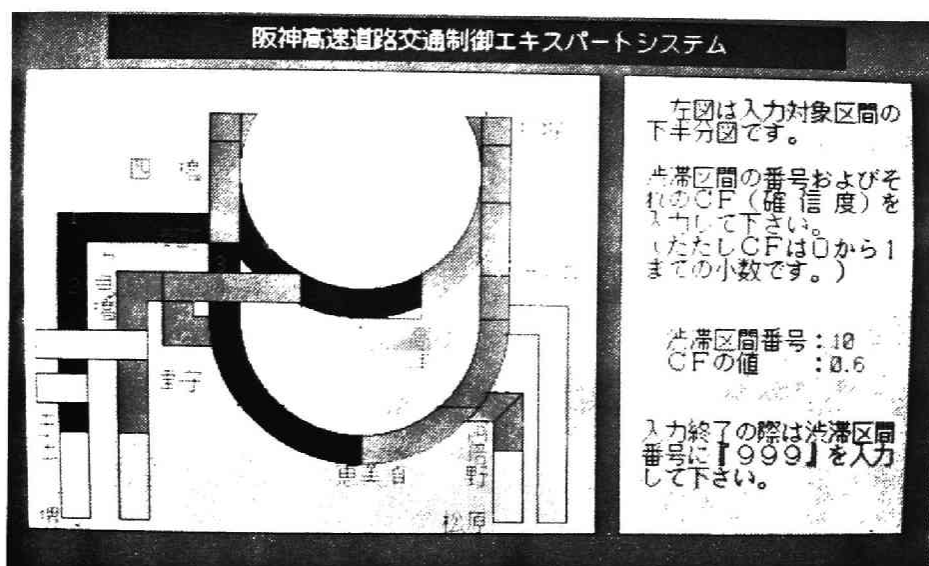 阪神高速道路交通制御エキスパートシステム
左図は入力対象区間の
下半分図です。
渋滞区間の番号およびそ
れのCF(確信度)を
入力して下さい。
(ただしCFは0から1
までの小数です。)
渋滞区間番号:10
CFの値 :0.6
入力終了の際は渋滞区間
番号に『999』を入力
して下さい。
四 橋
恵美
野
松原
堺